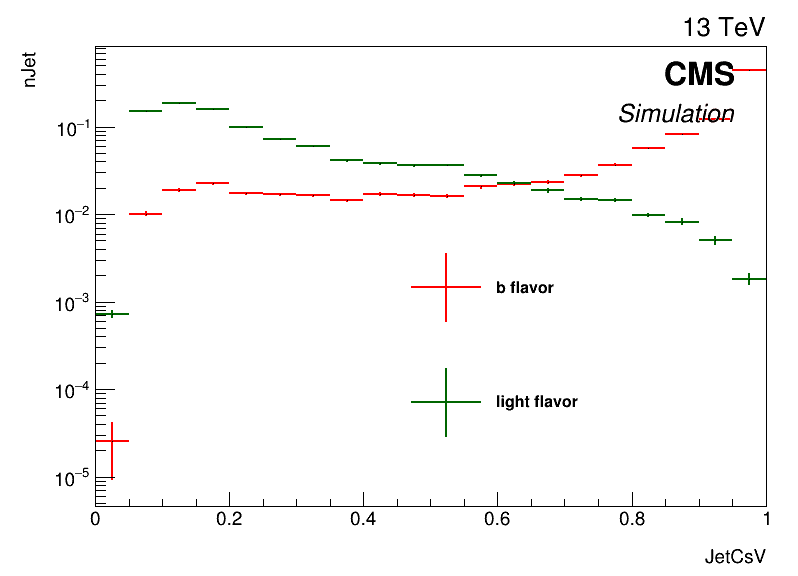 13 TeV
nJet
CMS
Simulation
10⁻¹
10⁻²
10⁻³
10⁻⁴
10⁻⁵
b flavor
light flavor
0 0.2 0.4 0.6 0.8 1
JetCsV